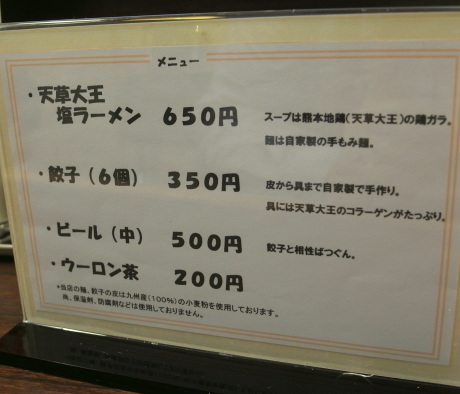 メニュー
・天草大王
塩ラーメン 650円 スープは熊本地鶏(天草大王)の鶏ガラ。
麺は自家製の手もみ麺。
・餃子(6個) 350円 皮から具まで自家製で手作り。
具には天草大王のコラーゲンがたっぷり。
・ビール(中) 500円 餃子と相性ばつぐん。
・ウーロン茶 200円
*当店の麺、餃子の皮は九州産(100%)の小麦粉を使用しております。
尚、保湿剤、防腐剤などは使用しておりません。